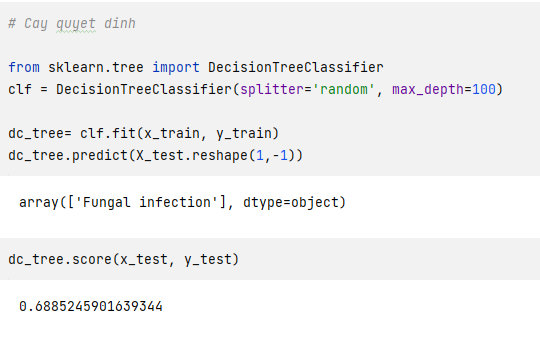 # Cay quyet dinh
from sklearn.tree import DecisionTreeClassifier
clf = DecisionTreeClassifier(splitter='random', max_depth=100)
dc_tree= clf.fit(x_train, y_train)
dc_tree.predict(X_test.reshape(1,-1))
array(['Fungal infection'], dtype=object)
dc_tree.score(x_test, y_test)
0.6885245901639344